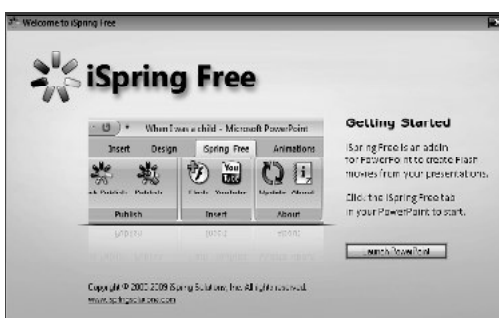 Welcome to iSpring Free
iSpring Free
When I was a child - Microsoft PowerPoint
Insert Design iSpring Free Animations
Publish Insert About
Getting Started
iSpring Free is an add-in
for PowerPoint to create Flash
movies from your presentations.
Click the iSpring Free tab
in your PowerPoint to start.
Launch PowerPoint
Copyright © 2005-2009 iSpring Solutions, Inc. All rights reserved.
www.ispringsolutions.com